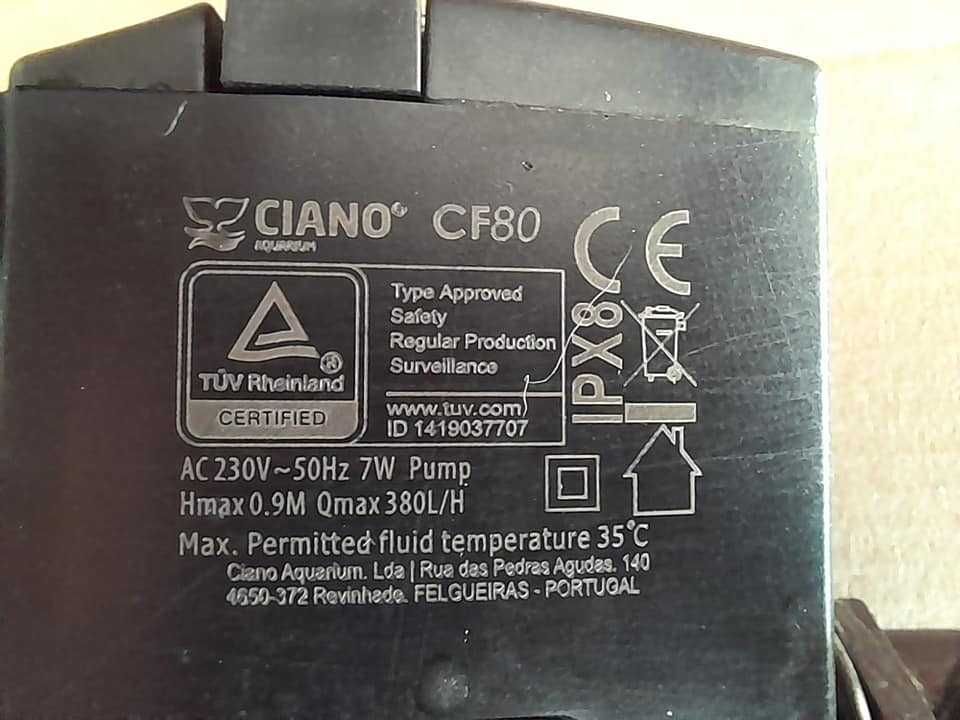 CIANO® CF80
AQUARIUM
CE
IPX8
Type Approved
Safety
Regular Production
Surveillance
®
TÜV Rheinland
CERTIFIED
www.tuv.com
ID 1419037707
AC 230V~50Hz 7W Pump
Hmax 0.9M Qmax 380L/H
Max. Permitted fluid temperature 35°C
Ciano Aquarium. Lda | Rua das Pedras Agudas. 140
4650-372 Revinhade. FELGUEIRAS - PORTUGAL